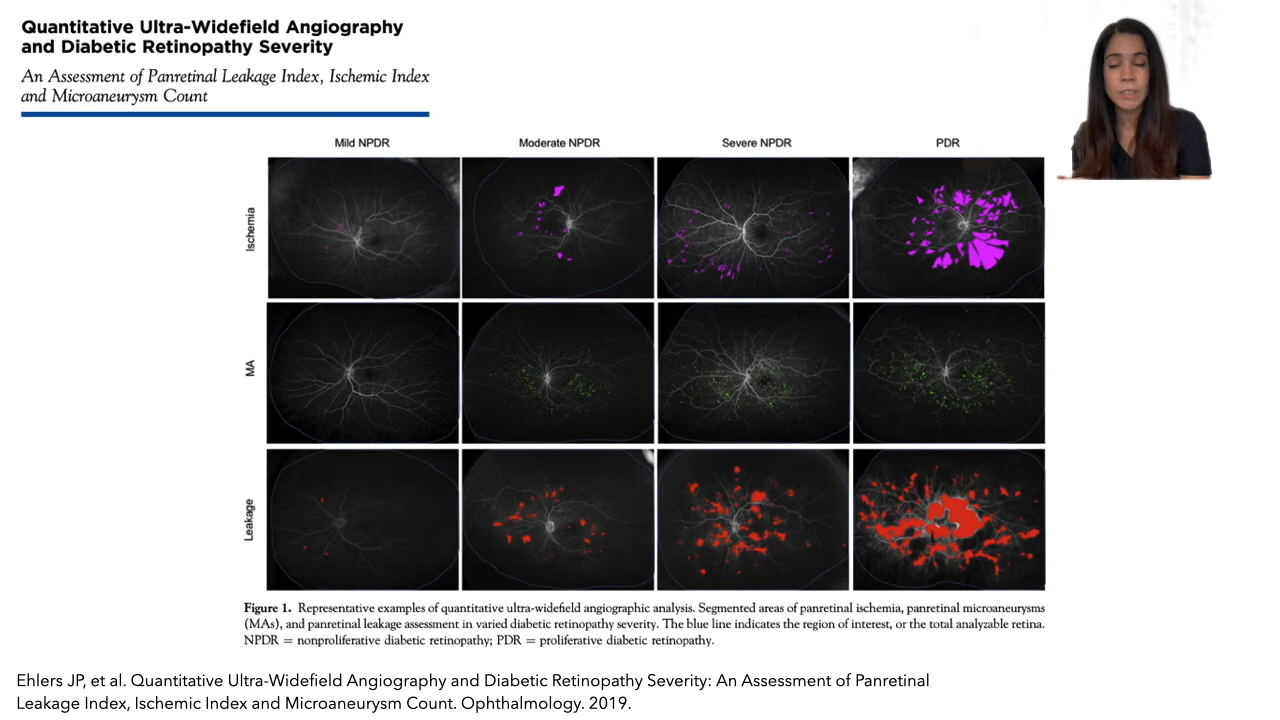 Quantitative Ultra-Widefield Angiography
and Diabetic Retinopathy Severity
An Assessment of Panretinal Leakage Index, Ischemic Index
and Microaneurysm Count
Mild NPDR
Moderate NPDR
Severe NPDR
PDR
Ischemia
MA
Leakage
Figure 1. Representative examples of quantitative ultra-widefield angiographic analysis. Segmented areas of panretinal ischemia, panretinal microaneurysms
(MAs), and panretinal leakage assessment in varied diabetic retinopathy severity. The blue line indicates the region of interest, or the total analyzable retina.
NPDR = nonproliferative diabetic retinopathy; PDR = proliferative diabetic retinopathy.
Ehlers JP, et al. Quantitative Ultra-Widefield Angiography and Diabetic Retinopathy Severity: An Assessment of Panretinal
Leakage Index, Ischemic Index and Microaneurysm Count. Ophthalmology. 2019.